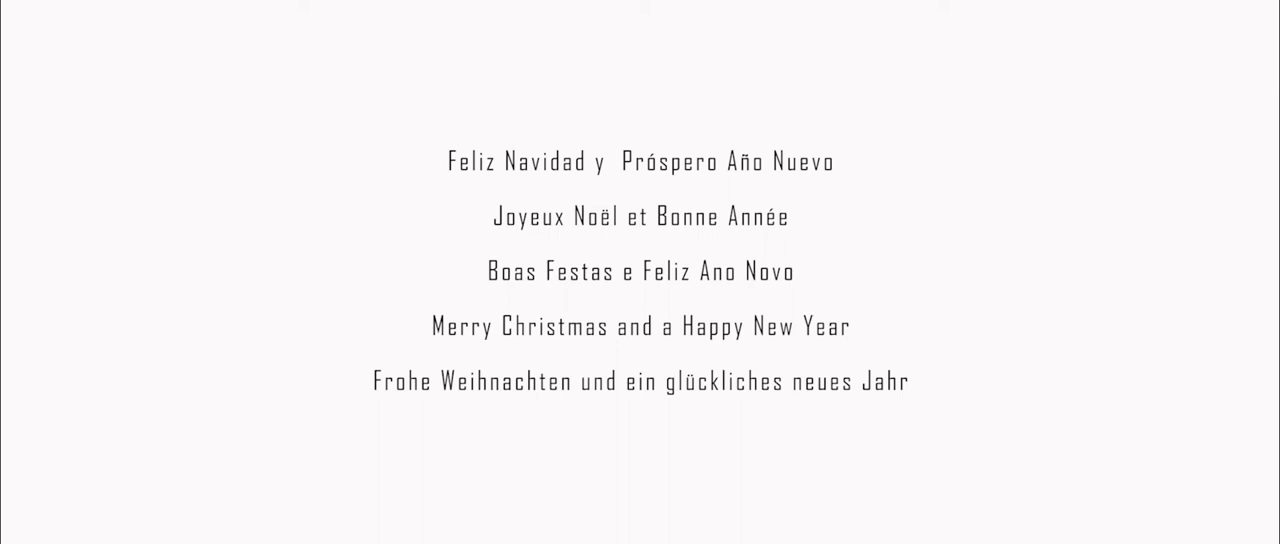 Feliz Navidad y  Próspero Año Nuevo
Joyeux Noël et Bonne Année
Boas Festas e Feliz Ano Novo
Merry Christmas and a Happy New Year
Frohe Weihnachten und ein glückliches neues Jahr